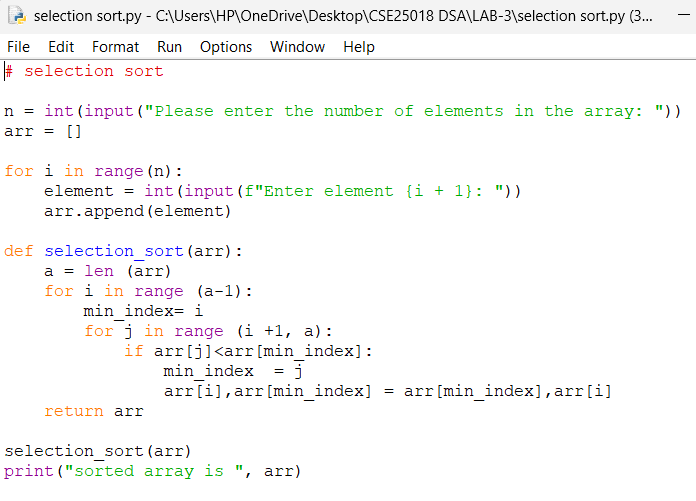 selection sort.py - C:\Users\HP\OneDrive\Desktop\CSE25018 DSA\LAB-3\selection sort.py (3...
File Edit Format Run Options Window Help
# selection sort

n = int(input("Please enter the number of elements in the array: "))
arr = []

for i in range(n):
    element = int(input(f"Enter element {i + 1}: "))
    arr.append(element)

def selection_sort(arr):
    a = len (arr)
    for i in range (a-1):
        min_index= i
        for j in range (i +1, a):
            if arr[j]<arr[min_index]:
                min_index  = j
                arr[i],arr[min_index] = arr[min_index],arr[i]
    return arr

selection_sort(arr)
print("sorted array is ", arr)